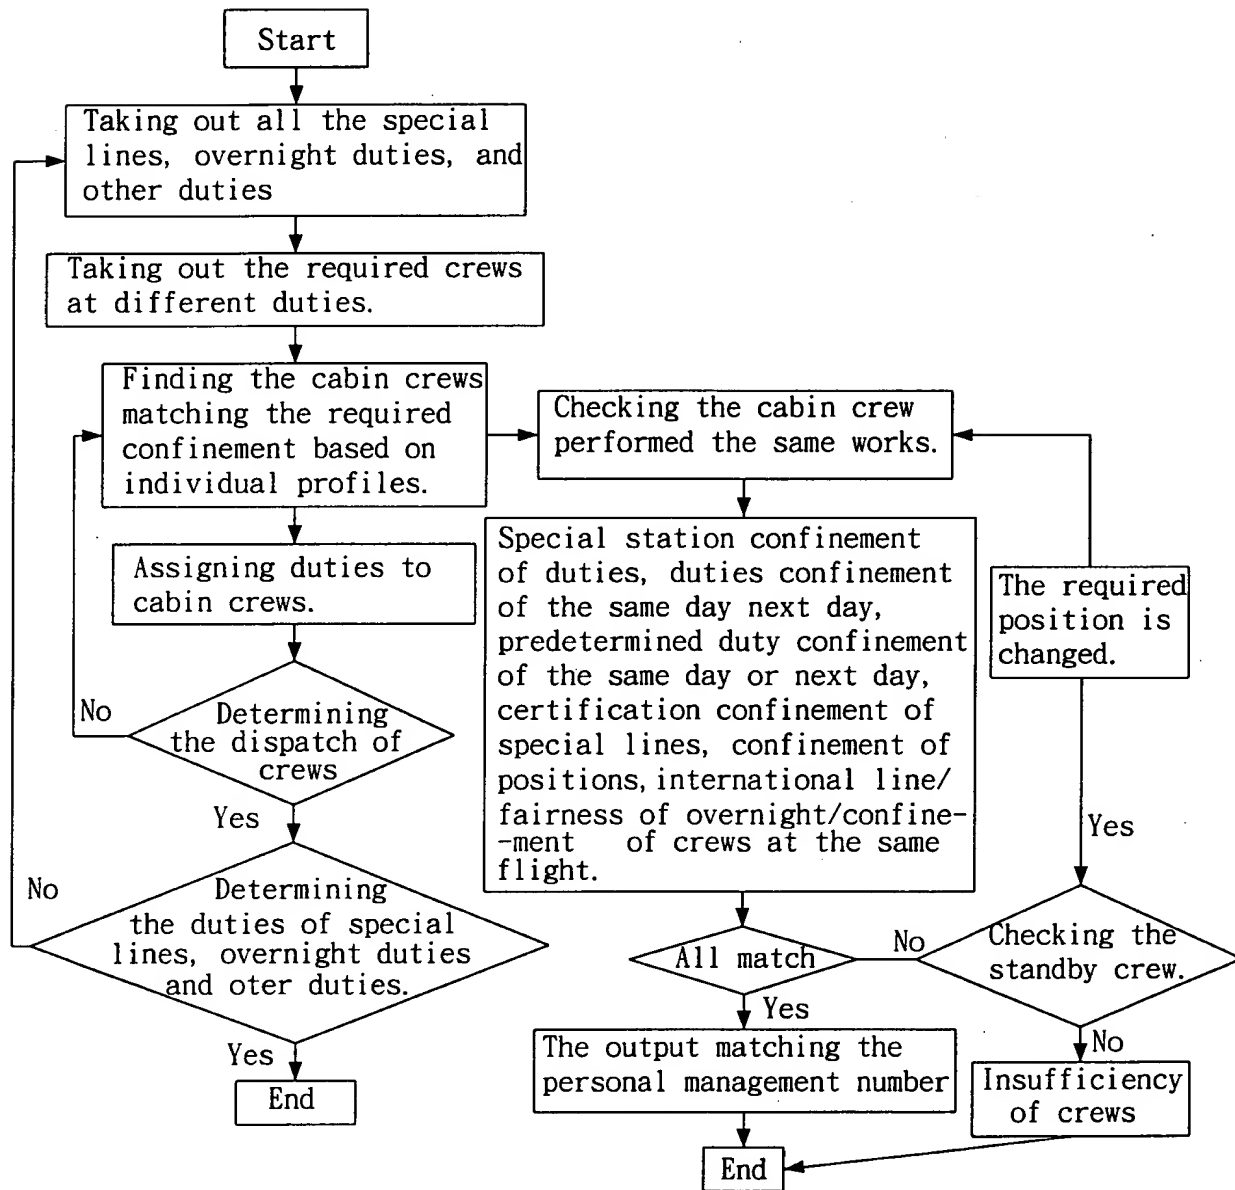 Start
Taking out all the special
lines, overnight duties, and
other duties
Taking out the required crews
at different duties.
Finding the cabin crews
matching the required
confinement based on
individual profiles.
Assigning duties to
cabin crews.
No
Determining
the dispatch of
crews
Yes
No
Determining
the duties of special
lines, overnight duties
and oter duties.
Yes
End
Checking the cabin crew
performed the same works.
Special station confinement
of duties, duties confinement
of the same day next day,
predetermined duty confinement
of the same day or next day,
certification confinement of
special lines, confinement of
positions, international line/
fairness of overnight/confine-
-ment of crews at the same
flight.
The required
position is
changed.
Yes
All match
No
Checking the
standby crew.
Yes
No
The output matching the
personal management number
Insufficiency
of crews
End